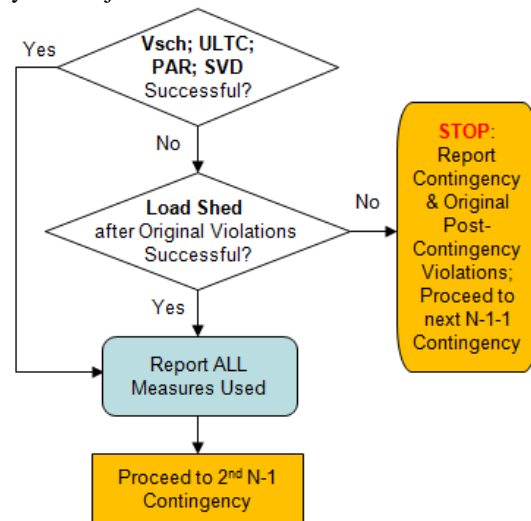 Yes
Vsch; ULTC;
PAR; SVD
Successful?
No
Load Shed
after Original Violations
Successful?
No
STOP:
Report
Contingency
& Original
Post-
Contingency
Violations;
Proceed to
next N-1-1
Contingency
Yes
Report ALL
Measures Used
Proceed to 2nd N-1
Contingency